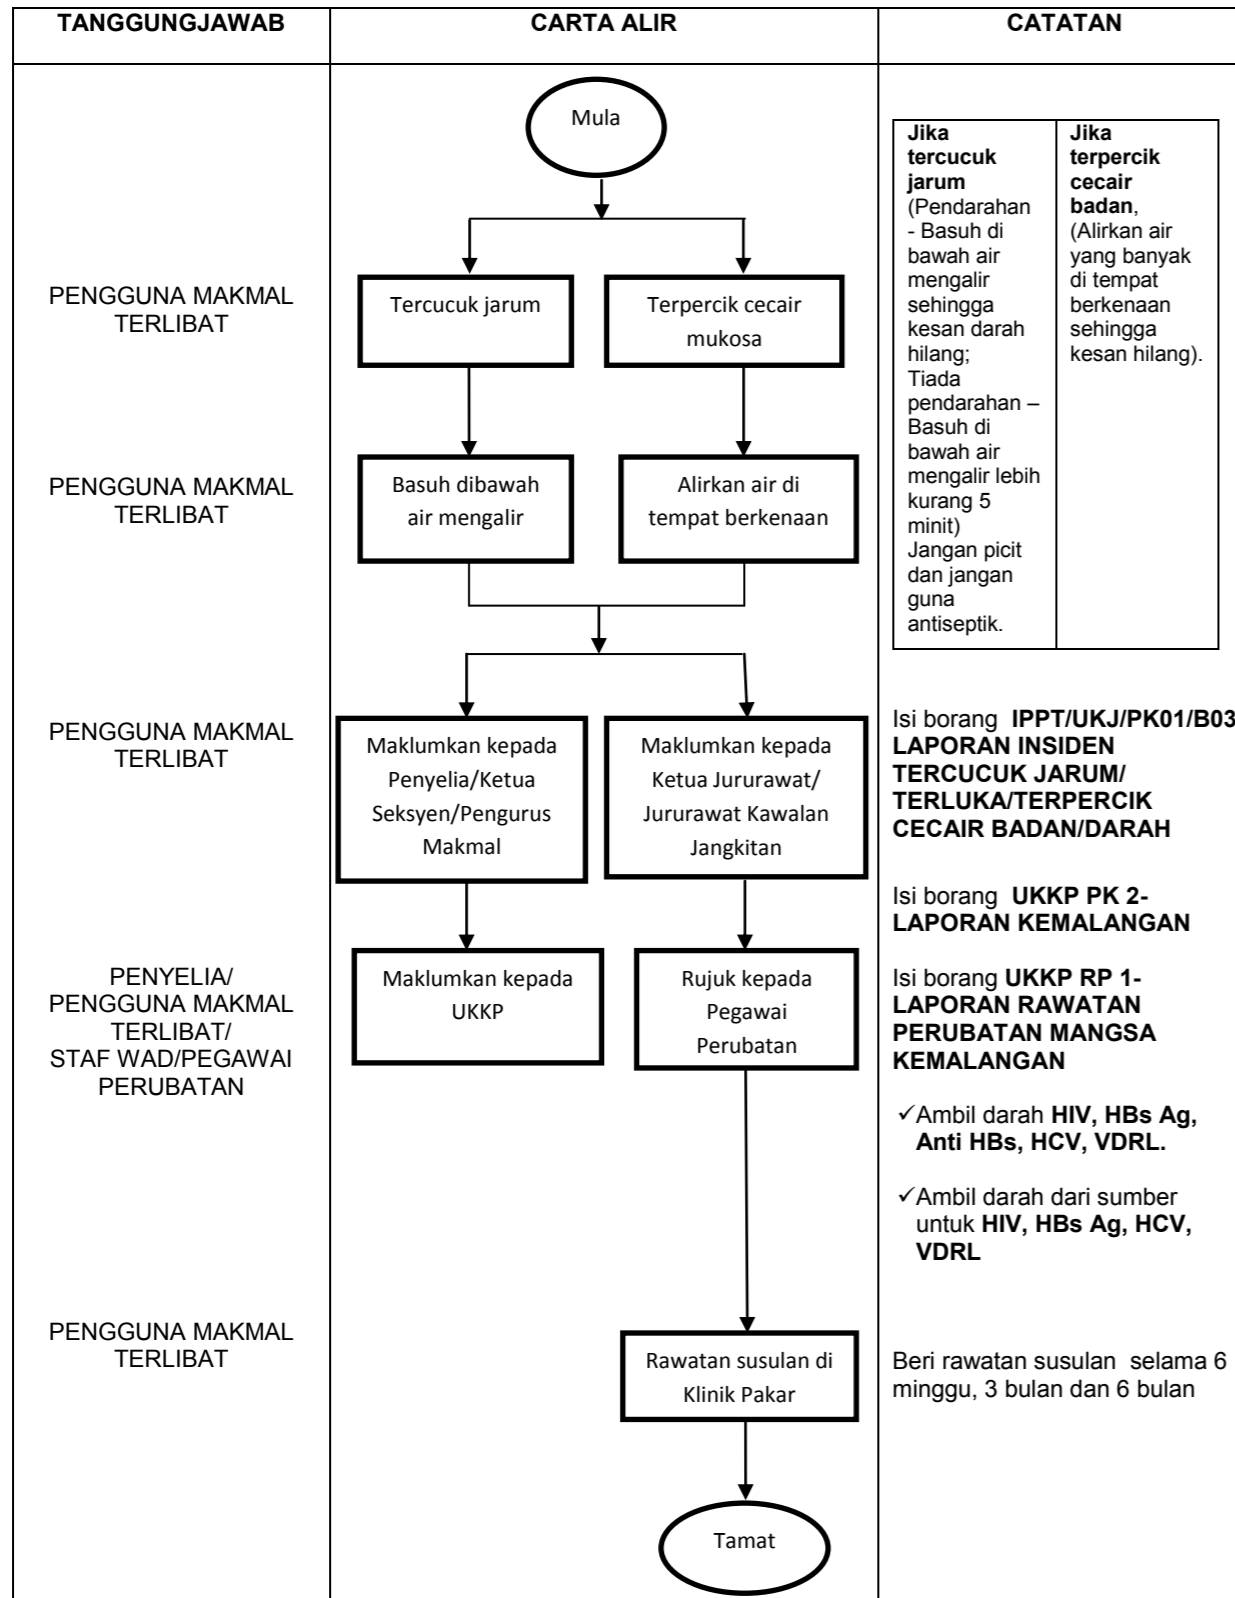 TANGGUNGJAWAB
CARTA ALIR
CATATAN
Mula
Jika
tercucuk
jarum
(Pendarahan
- Basuh di
bawah air
mengalir
sehingga
kesan darah
hilang;
Tiada
pendarahan –
Basuh di
bawah air
mengalir lebih
kurang 5
minit)
Jangan picit
dan jangan
guna
antiseptik.
Jika
terpercik
cecair
badan,
(Alirkan air
yang banyak
di tempat
berkenaan
sehingga
kesan hilang).
PENGGUNA MAKMAL
TERLIBAT
Tercucuk jarum
Terpercik cecair
mukosa
PENGGUNA MAKMAL
TERLIBAT
Basuh dibawah
air mengalir
Alirkan air di
tempat berkenaan
PENGGUNA MAKMAL
TERLIBAT
Maklumkan kepada
Penyelia/Ketua
Seksyen/Pengurus
Makmal
Maklumkan kepada
Ketua Jururawat/
Jururawat Kawalan
Jangkitan
Isi borang IPPT/UKJ/PK01/B03
LAPORAN INSIDEN
TERCUCUK JARUM/
TERLUKA/TERPERCIK
CECAIR BADAN/DARAH
Isi borang UKKP PK 2-
LAPORAN KEMALANGAN
PENYELIA/
PENGGUNA MAKMAL
TERLIBAT/
STAF WAD/PEGAWAI
PERUBATAN
Maklumkan kepada
UKKP
Rujuk kepada
Pegawai
Perubatan
Isi borang UKKP RP 1-
LAPORAN RAWATAN
PERUBATAN MANGSA
KEMALANGAN
✓Ambil darah HIV, HBs Ag,
Anti HBs, HCV, VDRL.
✓Ambil darah dari sumber
untuk HIV, HBs Ag, HCV,
VDRL
PENGGUNA MAKMAL
TERLIBAT
Rawatan susulan di
Klinik Pakar
Beri rawatan susulan selama 6
minggu, 3 bulan dan 6 bulan
Tamat